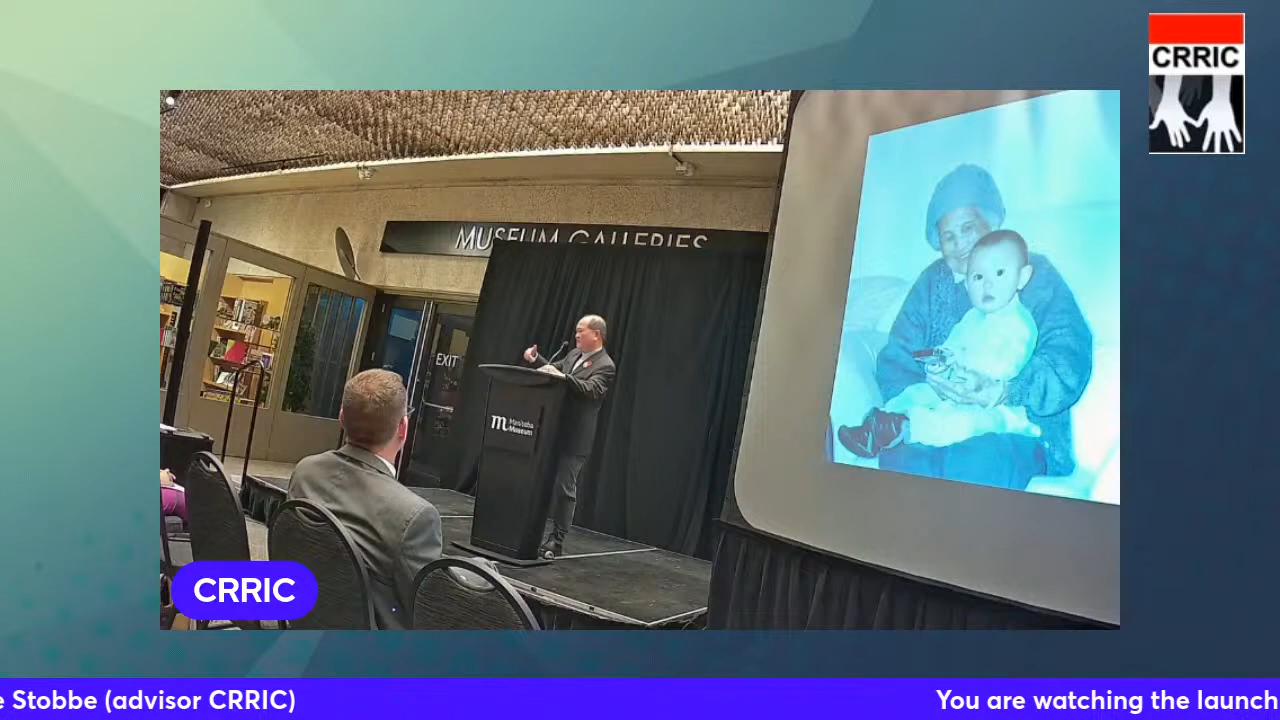 CRRIC
MUSEUM GALLERIES
EXIT
m Manitoba
Museum
CRRIC
e Stobbe (advisor CRRIC)
You are watching the launch